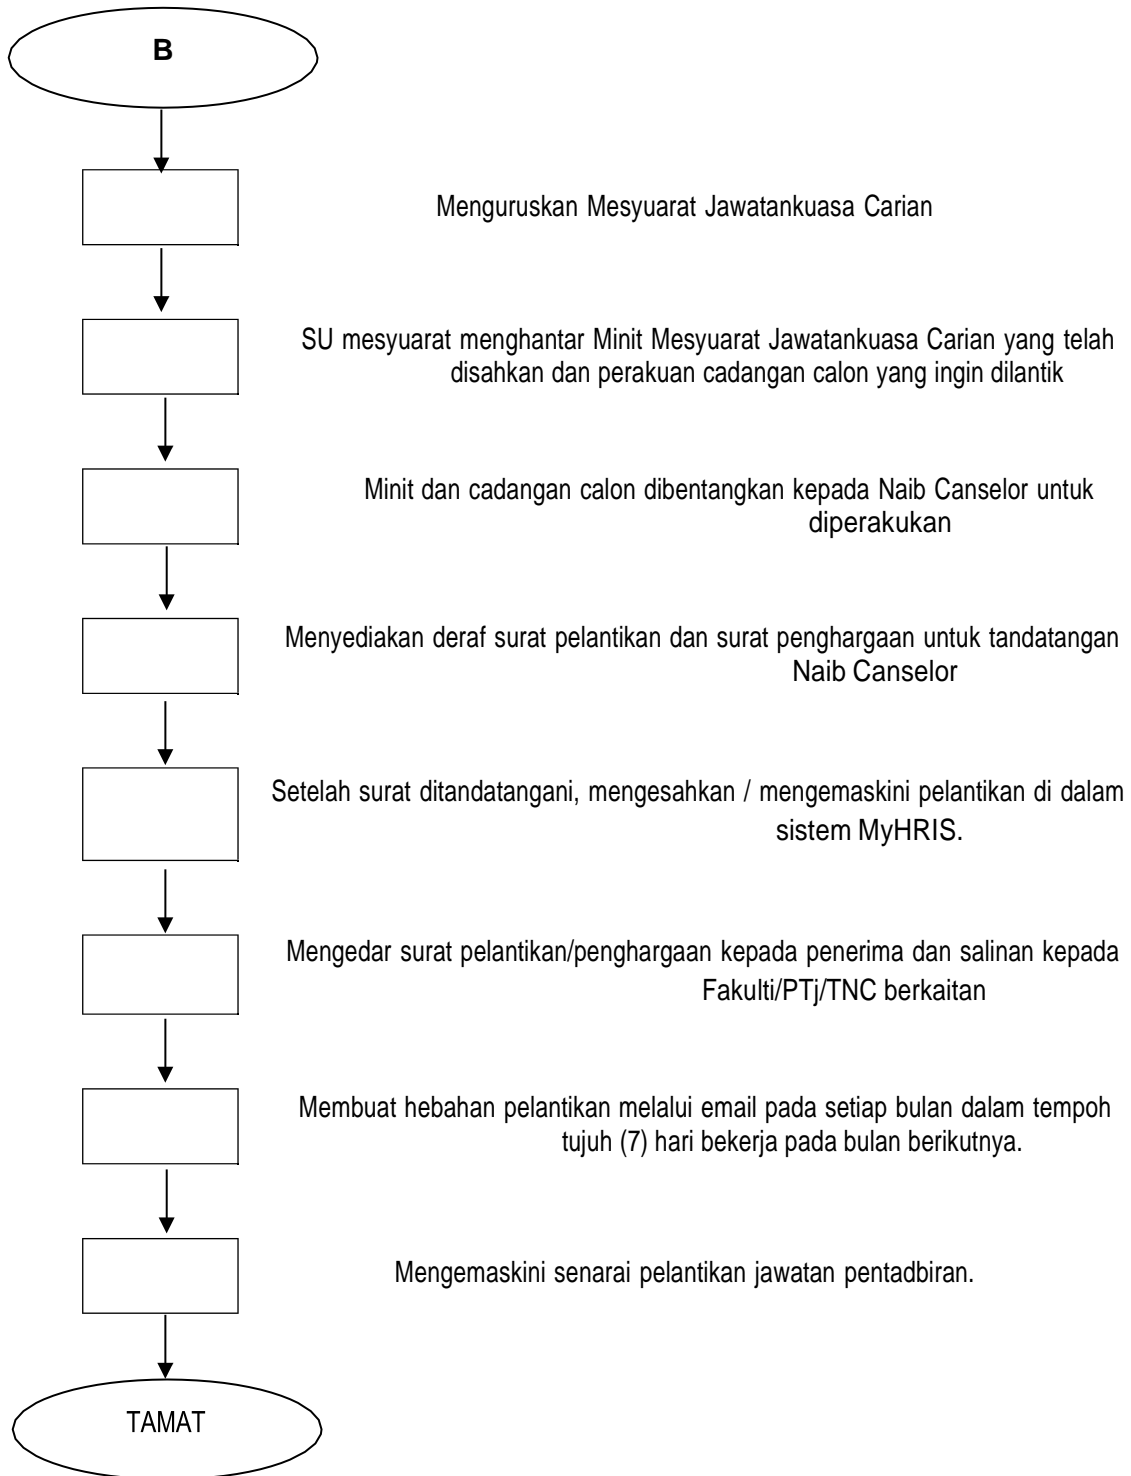 B
Menguruskan Mesyuarat Jawatankuasa Carian
SU mesyuarat menghantar Minit Mesyuarat Jawatankuasa Carian yang telah
disahkan dan perakuan cadangan calon yang ingin dilantik
Minit dan cadangan calon dibentangkan kepada Naib Canselor untuk
diperakukan
Menyediakan deraf surat pelantikan dan surat penghargaan untuk tandatangan
Naib Canselor
Setelah surat ditandatangani, mengesahkan / mengemaskini pelantikan di dalam
sistem MyHRIS.
Mengedar surat pelantikan/penghargaan kepada penerima dan salinan kepada
Fakulti/PTj/TNC berkaitan
Membuat hebahan pelantikan melalui email pada setiap bulan dalam tempoh
tujuh (7) hari bekerja pada bulan berikutnya.
Mengemaskini senarai pelantikan jawatan pentadbiran.
TAMAT